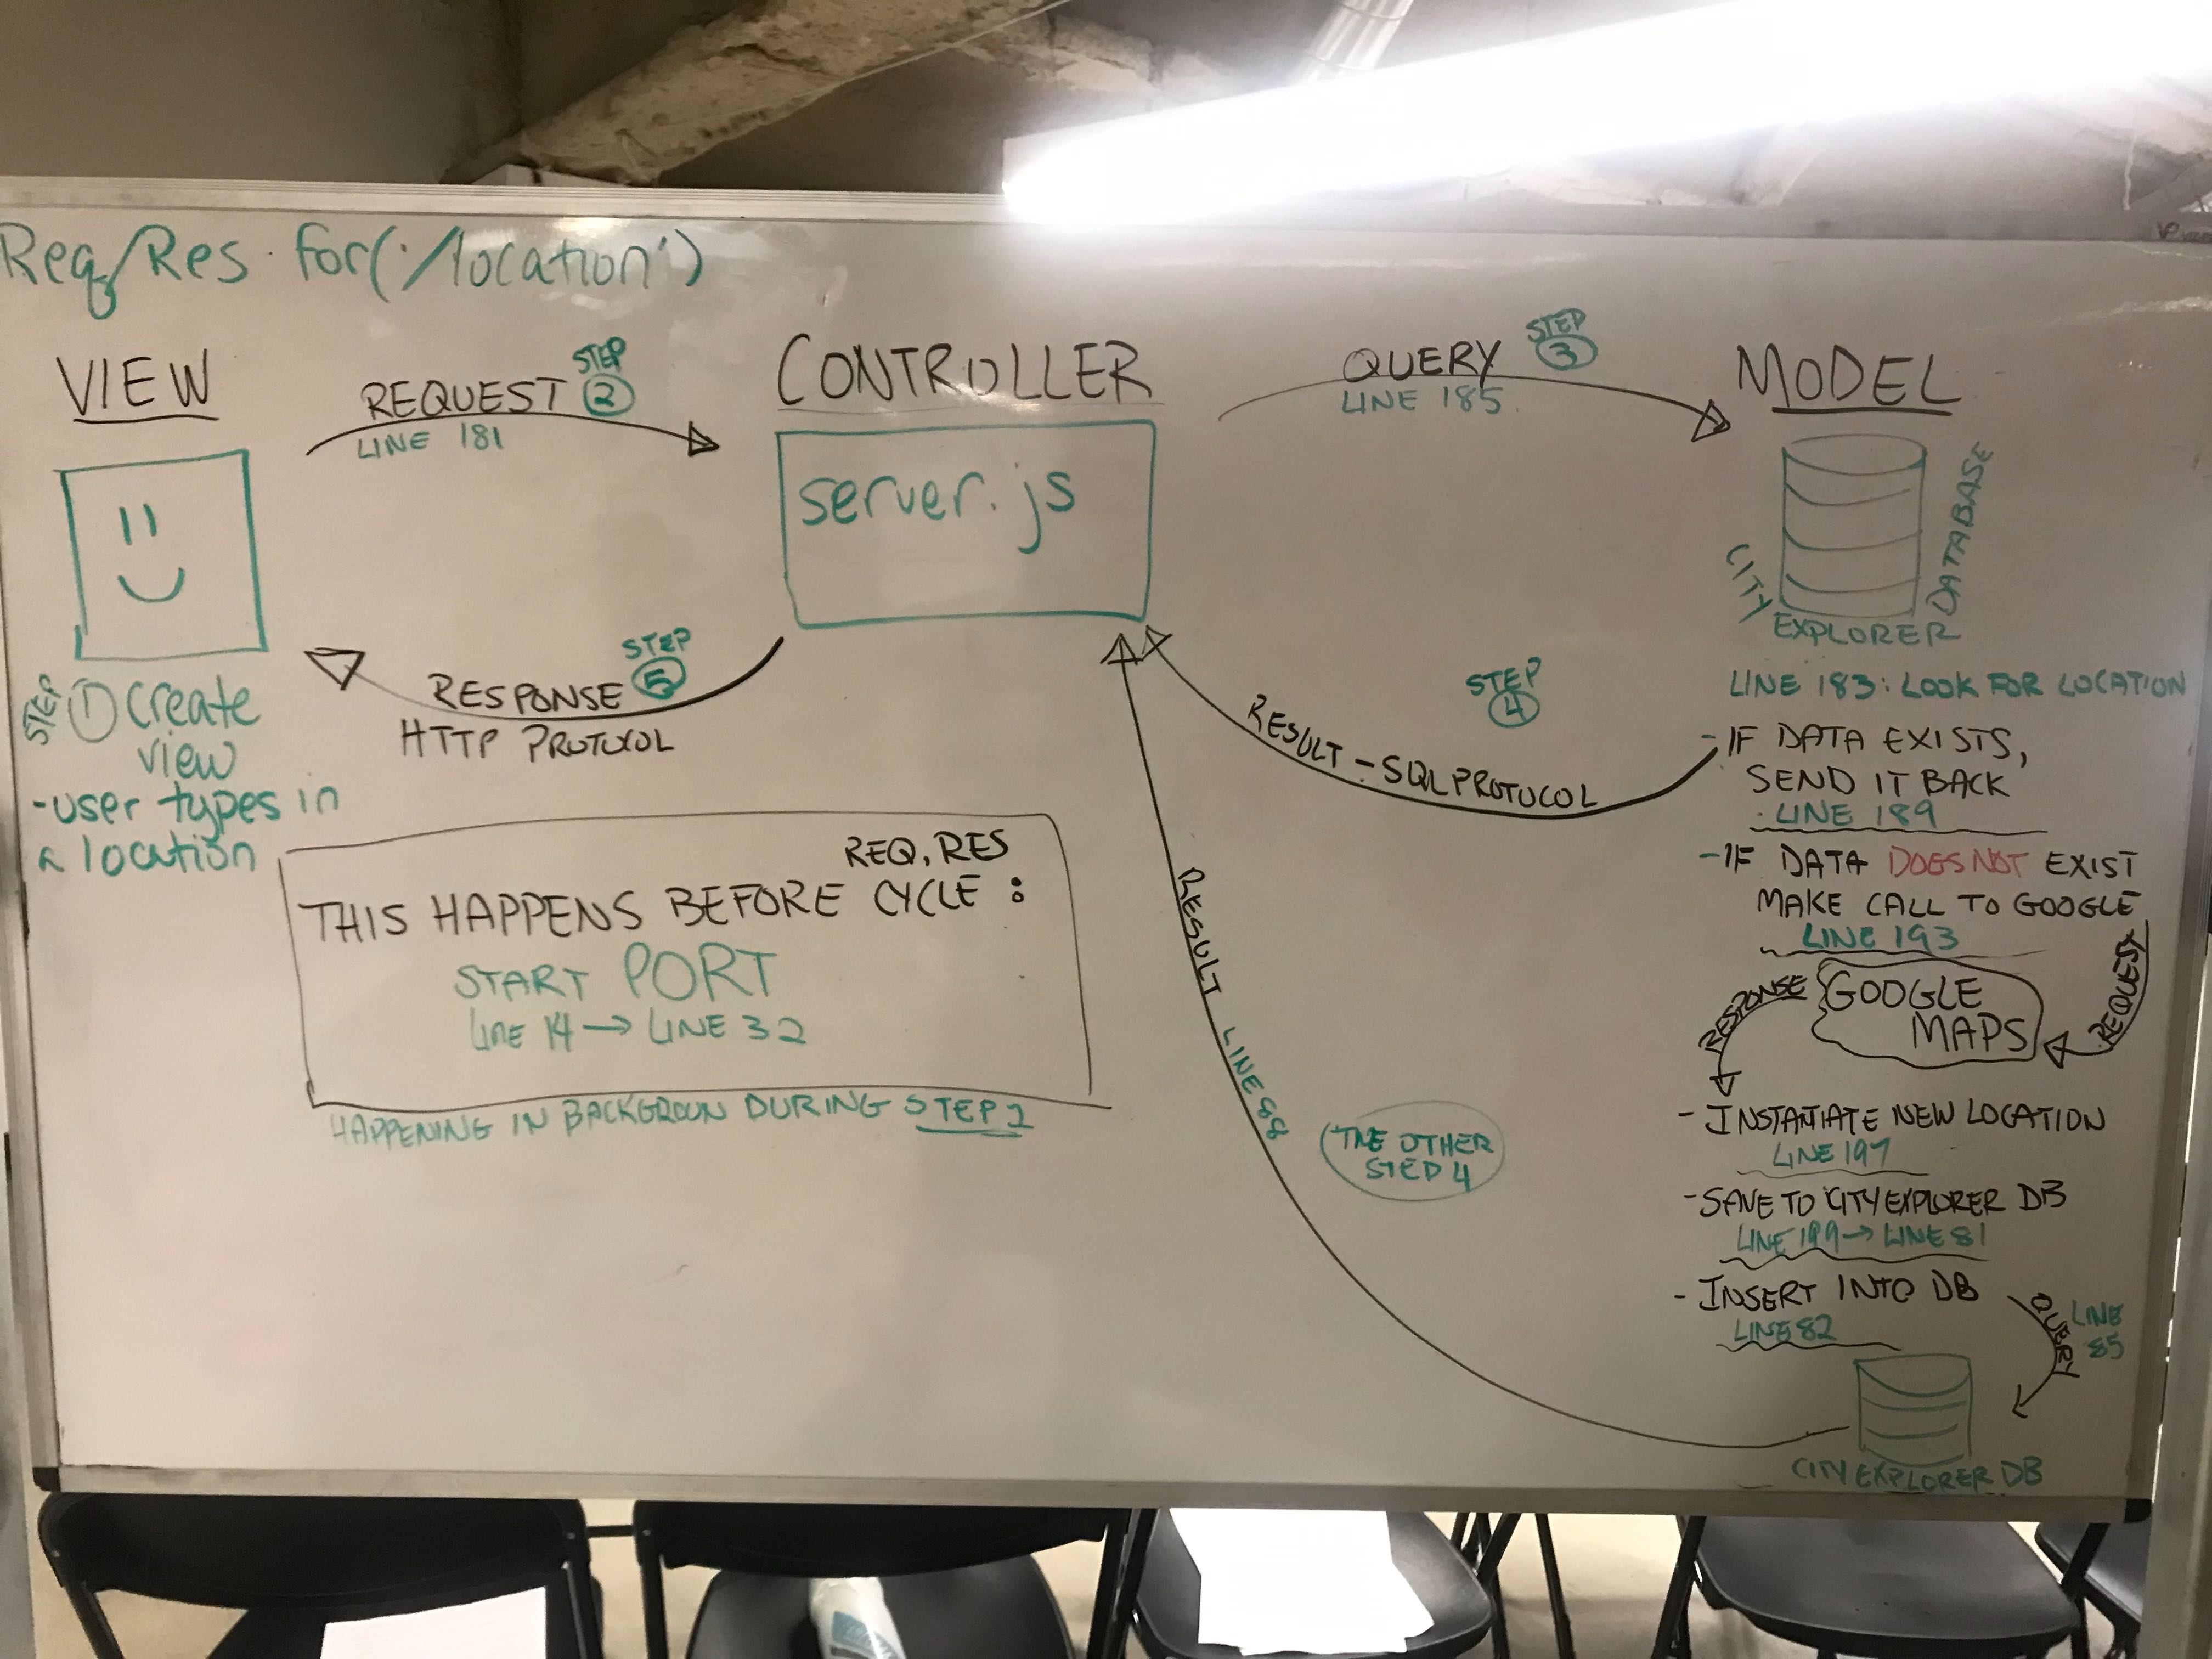 Req/Res for('/location')
VIEW
REQUEST
STEP
2
LINE 181
CONTROLLER
server.js
QUERY
STEP
3
LINE 185
MODEL
CITY
EXPLORER
DATABASE
STEP
1 Create
view
-user types in
a location
STEP
5
RESPONSE
HTTP PROTOCOL
STEP
4
RESULT - SQL PROTOCOL
LINE 183: LOOK FOR LOCATION
-IF DATA EXISTS,
SEND IT BACK
LINE 189
-IF DATA DOES NOT EXIST
MAKE CALL TO GOOGLE
LINE 193
REQUEST
GOOGLE
MAPS
RESPONSE
- INSTANTIATE NEW LOCATION
LINE 197
-SAVE TO CITY EXPLORER DB
LINE 199 → LINE 81
- INSERT INTO DB
LINE 82
QUERY
LINE
85
CITY EXPLORER DB
RESULT LINE 88
THE OTHER
STEP 4
REQ, RES
THIS HAPPENS BEFORE CYCLE:
START PORT
LINE 14 → LINE 32
HAPPENING IN BACKGROUN DURING STEP 1